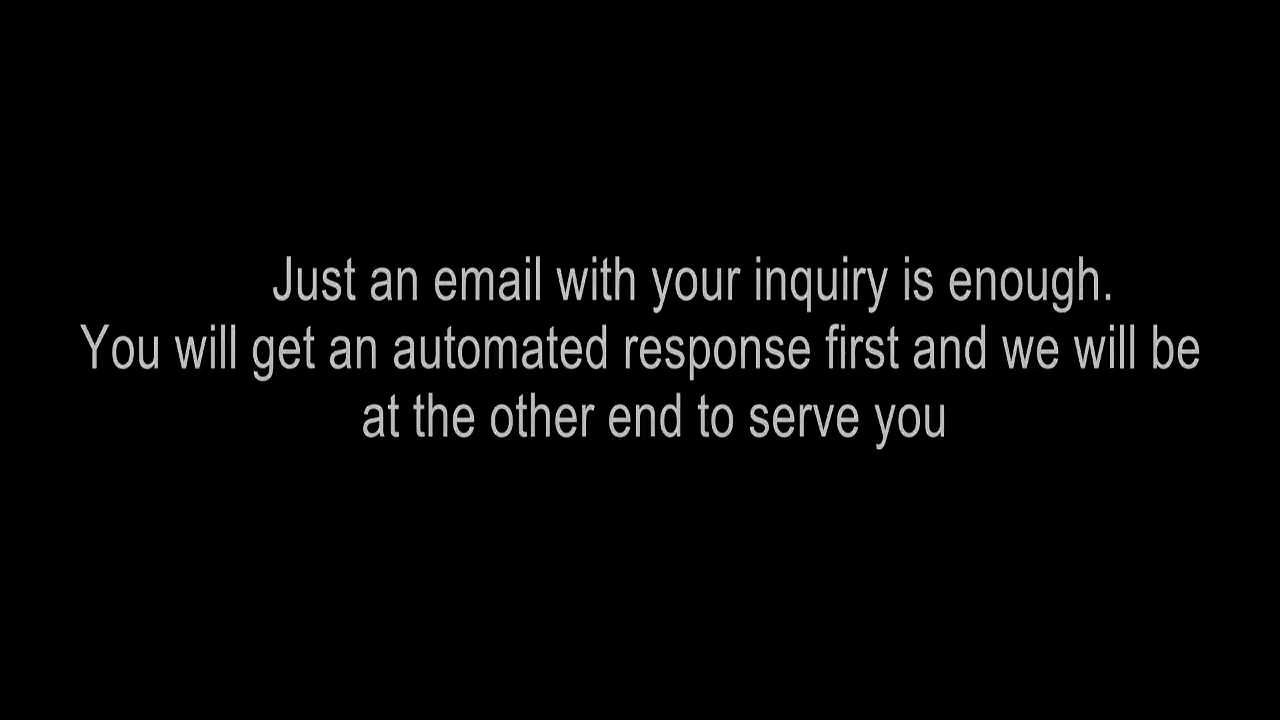 Just an email with your inquiry is enough.
You will get an automated response first and we will be
at the other end to serve you